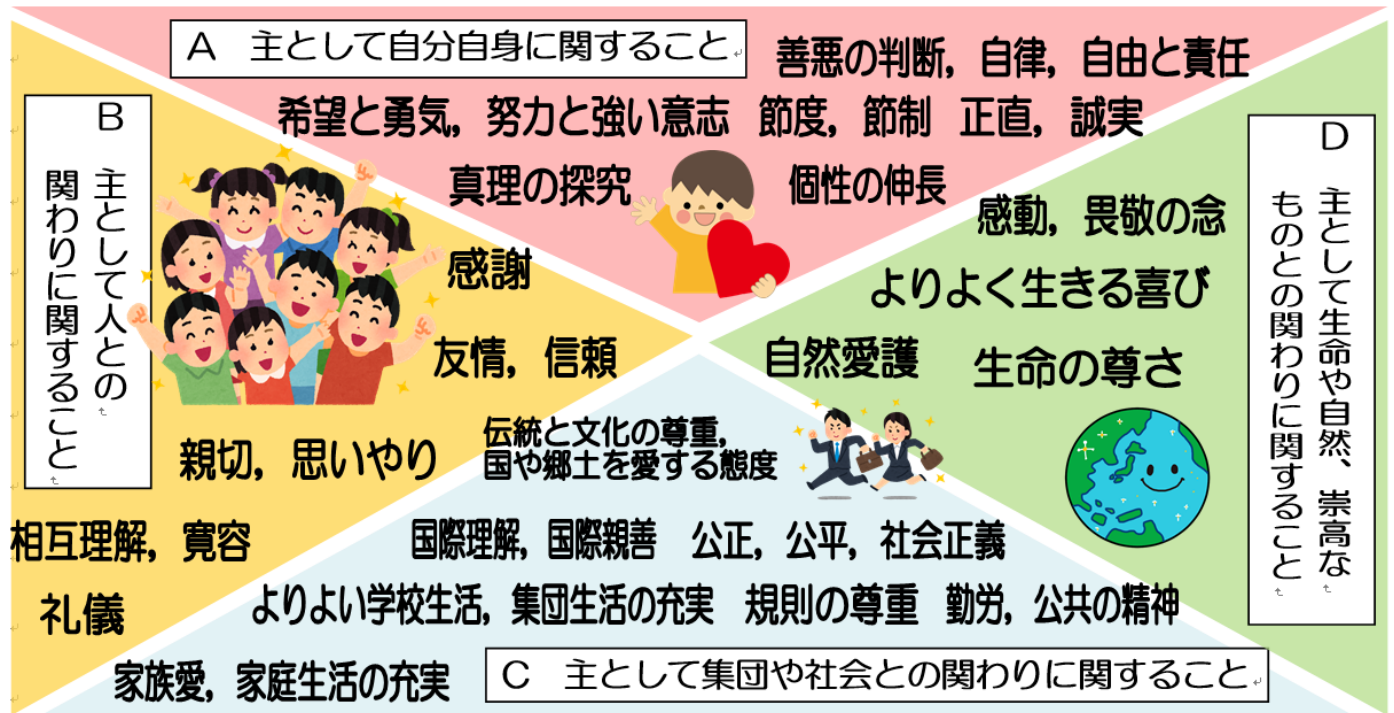 A　主として自分自身に関すること
善悪の判断，自律，自由と責任
希望と勇気，努力と強い意志　節度，節制　正直，誠実
真理の探究
個性の伸長
B　主として人との
関わりに関すること
感謝
友情，信頼
親切，思いやり
相互理解，寛容
礼儀
D　主として生命や自然、崇高な
ものとの関わりに関すること
感動，畏敬の念
よりよく生きる喜び
自然愛護
生命の尊さ
伝統と文化の尊重，
国や郷土を愛する態度
国際理解，国際親善　公正，公平，社会正義
よりよい学校生活，集団生活の充実　規則の尊重　勤労，公共の精神
家族愛，家庭生活の充実
C　主として集団や社会との関わりに関すること